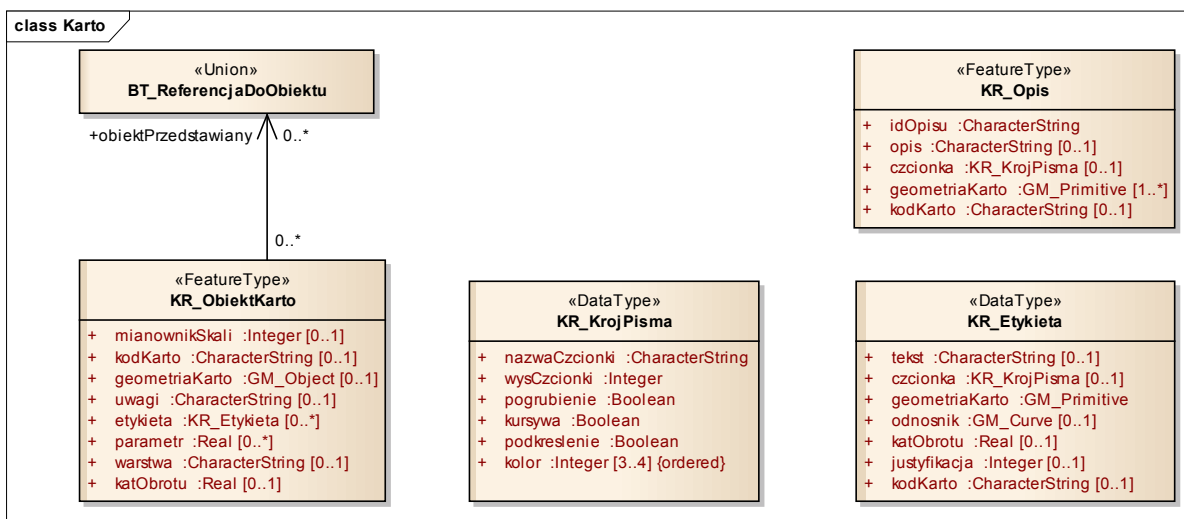 class Karto
«Union»
BT_ReferencjaDoObiektu
+obiektPrzedstawiany 0..*
0..*
«FeatureType»
KR_ObiektKarto
+ mianownikSkali :Integer [0..1]
+ kodKarto :CharacterString [0..1]
+ geometriaKarto :GM_Object [0..1]
+ uwagi :CharacterString [0..1]
+ etykieta :KR_Etykieta [0..*]
+ parametr :Real [0..*]
+ warstwa :CharacterString [0..1]
+ katObrotu :Real [0..1]
«DataType»
KR_KrojPisma
+ nazwaCzcionki :CharacterString
+ wysCzcionki :Integer
+ pogrubienie :Boolean
+ kursywa :Boolean
+ podkreslenie :Boolean
+ kolor :Integer [3..4] {ordered}
«FeatureType»
KR_Opis
+ idOpisu :CharacterString
+ opis :CharacterString [0..1]
+ czcionka :KR_KrojPisma [0..1]
+ geometriaKarto :GM_Primitive [1..*]
+ kodKarto :CharacterString [0..1]
«DataType»
KR_Etykieta
+ tekst :CharacterString [0..1]
+ czcionka :KR_KrojPisma [0..1]
+ geometriaKarto :GM_Primitive
+ odnosnik :GM_Curve [0..1]
+ katObrotu :Real [0..1]
+ justyfikacja :Integer [0..1]
+ kodKarto :CharacterString [0..1]